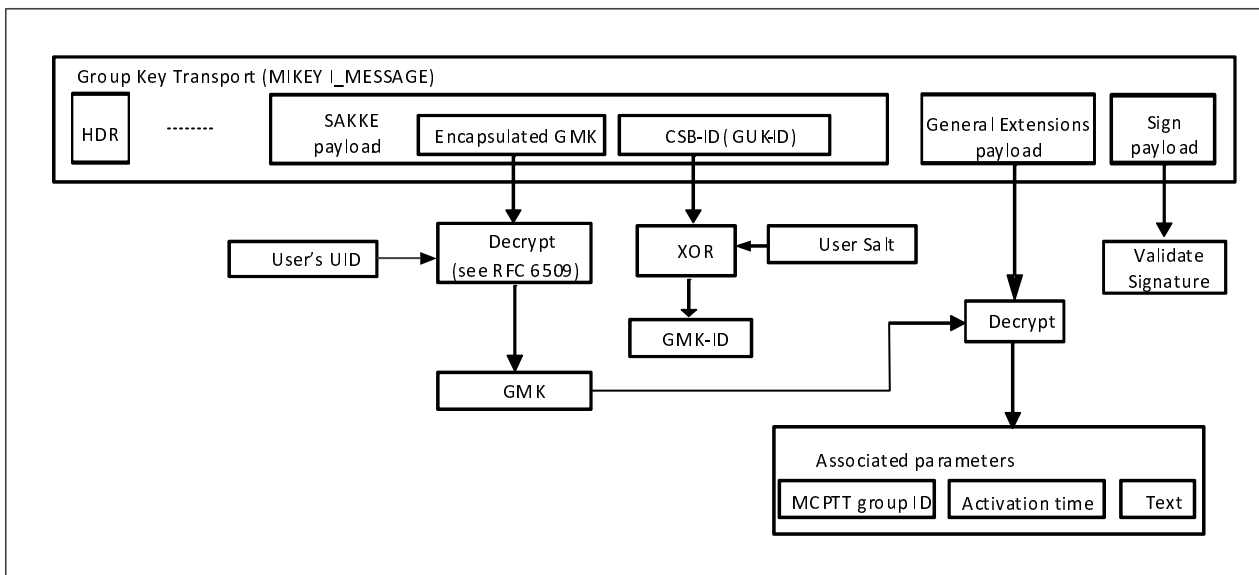 Group Key Transport (MIKEY I_MESSAGE)
HDR
--------
SAKKE
payload
Encapsulated GMK
CSB-ID (GUK-ID)
General Extensions
payload
Sign
payload
User's UID
Decrypt
(see RFC 6509)
XOR
User Salt
Validate
Signature
GMK-ID
Decrypt
GMK
Associated parameters
MCPTT group ID
Activation time
Text